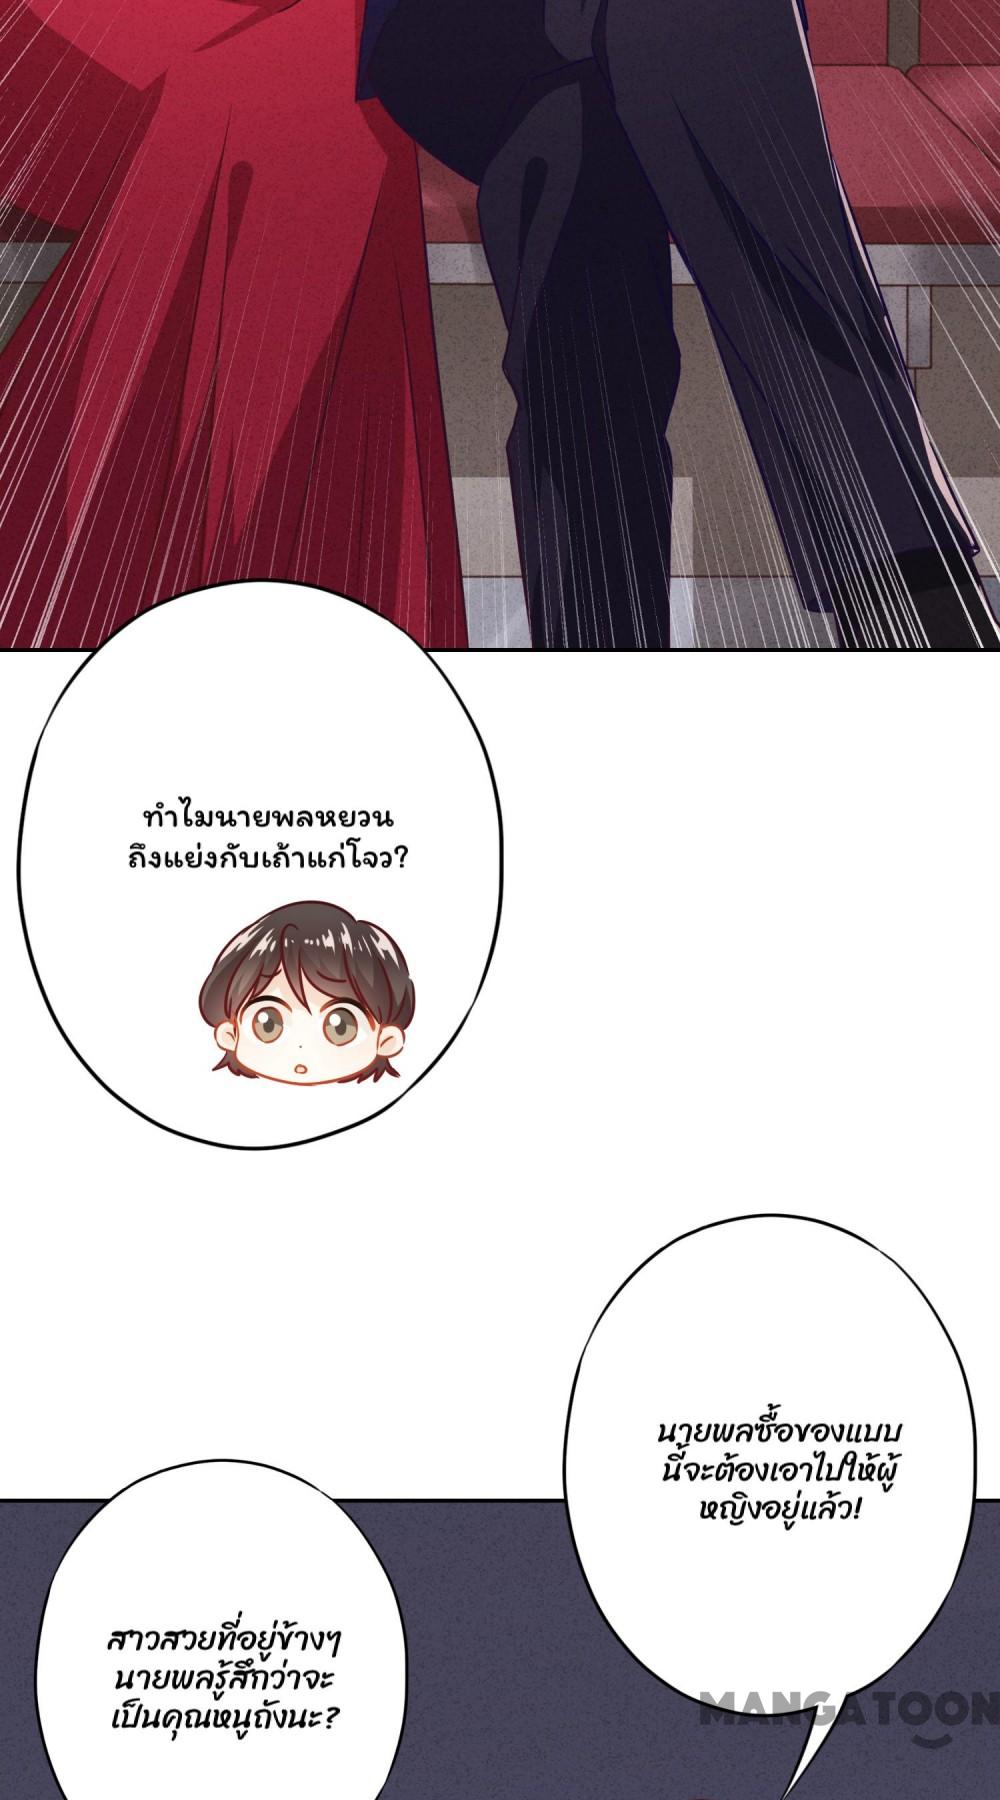 ทำไมนายพลหยวน
ถึงแย่งกับเถ้าแก่โจว?
นายพลซื้อของแบบ
นี้จะต้องเอาไปให้ผู้
หญิงอยู่แล้ว!
สาวสวยที่อยู่ข้างๆ
นายพลรู้สึกว่าจะ
เป็นคุณหนูถังนะ?
MANGATOON